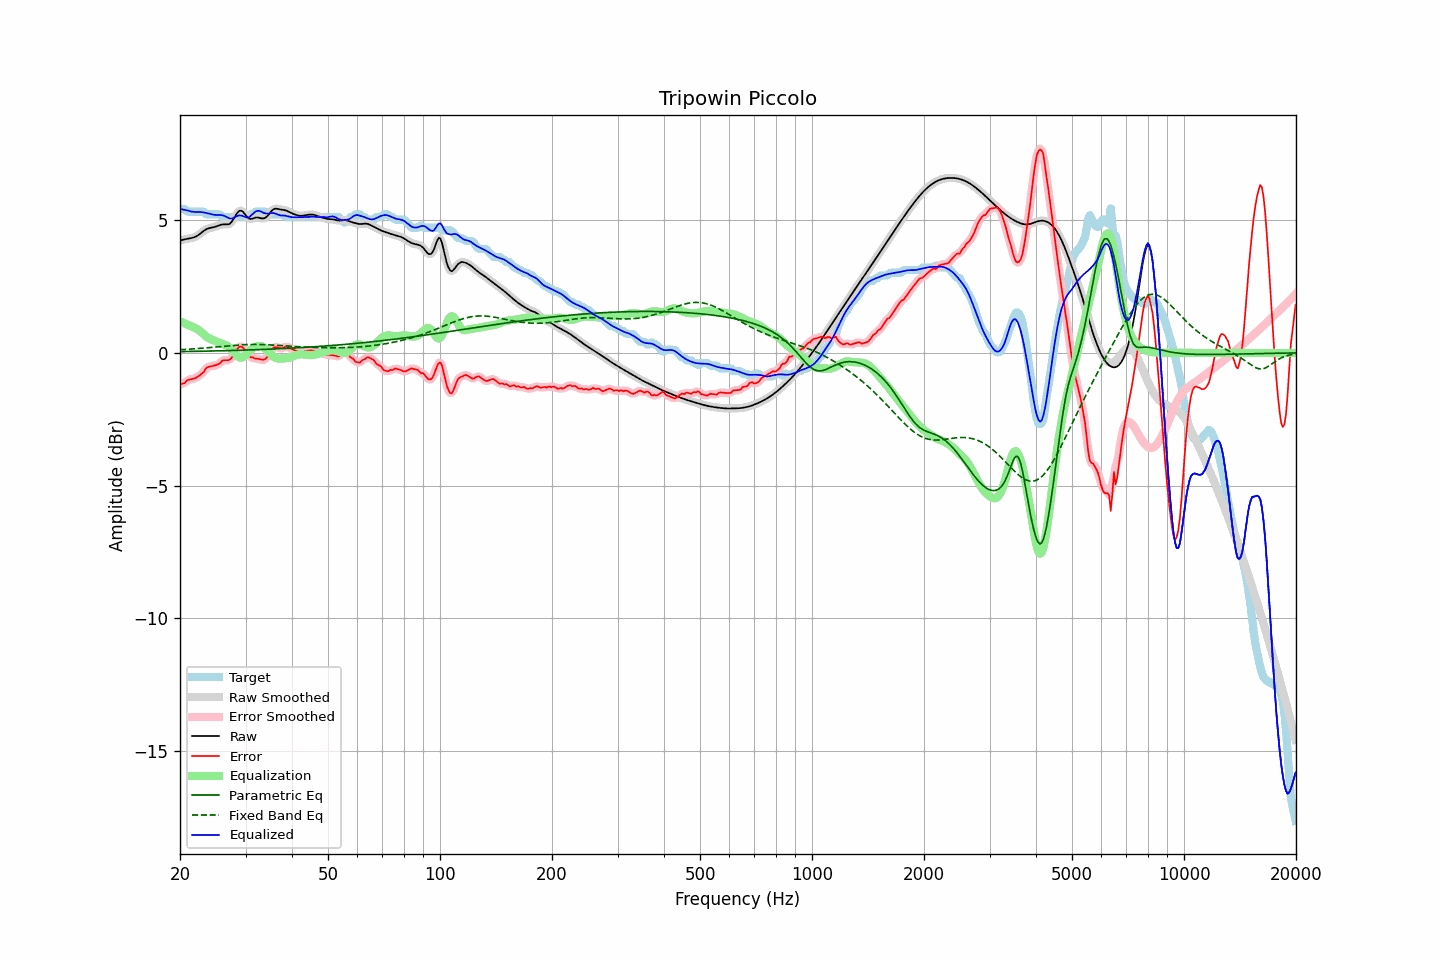 Tripowin Piccolo
Amplitude (dBr)
5
0
−5
−10
−15
Target
Raw Smoothed
Error Smoothed
Raw
Error
Equalization
Parametric Eq
Fixed Band Eq
Equalized
20 50 100 200 500 1000 2000 5000 10000 20000
Frequency (Hz)